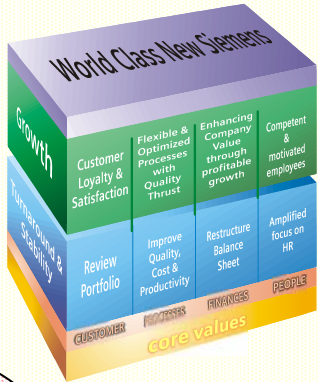 World Class New Siemens
Growth
Customer
Loyalty &
Satisfaction
Flexible &
Optimized
Processes
with
Quality
Thrust
Enhancing
Company
Value
through
profitable
growth
Competent
&
motivated
employees
Turnaround &
Stability
Review
Portfolio
Improve
Quality,
Cost &
Productivity
Restructure
Balance
Sheet
Amplified
focus on
HR
CUSTOMER
PROCESSES
FINANCES
PEOPLE
core values